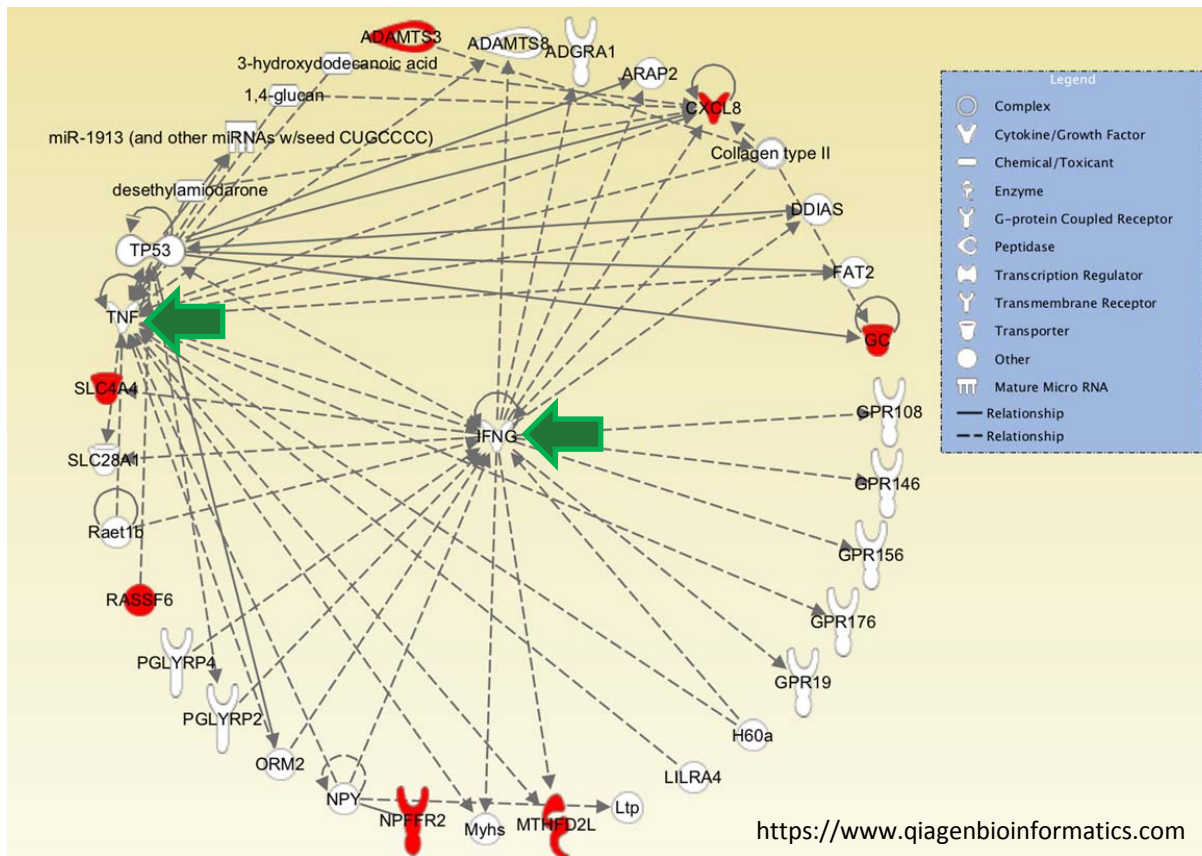 ADAMTS3
ADAMTS8
ADGRA1
3-hydroxydodecanoic acid
ARAP2
1,4-glucan
CXCL8
miR-1913 (and other miRNAs w/seed CUGCCCC)
Collagen type II
desethylamiodarone
DDIAS
TP53
FAT2
TNF
GC
SLC4A4
GPR108
IFNG
SLC28A1
GPR146
Raet1b
GPR156
RASSF6
GPR176
PGLYRP4
GPR19
PGLYRP2
H60a
ORM2
LILRA4
NPY
Ltp
NPFFR2
Myhs
MTHFD2L
Legend
Complex
Cytokine/Growth Factor
Chemical/Toxicant
Enzyme
G-protein Coupled Receptor
Peptidase
Transcription Regulator
Transmembrane Receptor
Transporter
Other
Mature Micro RNA
Relationship
Relationship
https://www.qiagenbioinformatics.com